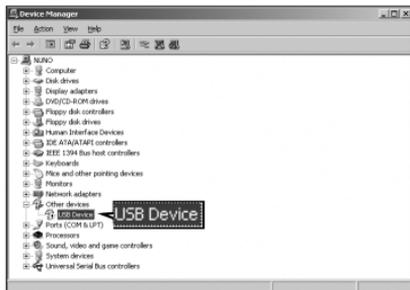 Device Manager
File Action View Help
NUNO
Computer
Disk drives
Display adapters
DVD/CD-ROM drives
Floppy disk controllers
Floppy disk drives
Human Interface Devices
IDE ATA/ATAPI controllers
IEEE 1394 Bus host controllers
Keyboards
Mice and other pointing devices
Monitors
Network adapters
Other devices
USB Device
USB Device
Ports (COM & LPT)
Processors
Sound, video and game controllers
System devices
Universal Serial Bus controllers